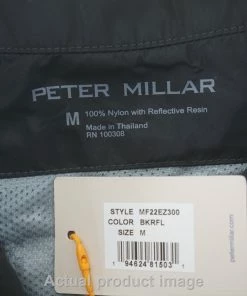 PETER MILLAR
M
100% Nylon with Reflective Resin
Made in Thailand
RN 100308
STYLE MF22EZ300
COLOR BKRFL
SIZE M
1 94624 81503 1
petermillar.com
Actual product image